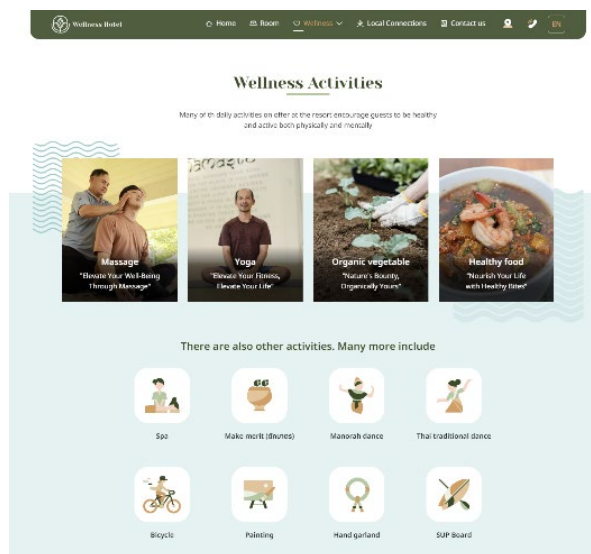 Wellness Hotel
Home Room Wellness Local Connections Contact us EN
Wellness Activities
Many of th daily activities on offer at the resort encourage guests to be healthy
and active both physically and mentally
Massage
"Elevate Your Well-Being
Through Massage"
Yoga
"Elevate Your Fitness,
Elevate Your Life"
Organic vegetable
"Nature's Bounty,
Organically Yours"
Healthy food
"Nourish Your Life
with Healthy Bites"
There are also other activities. Many more include
Spa
Make merit (ตักบาตร)
Manorah dance
Thai traditional dance
Bicycle
Painting
Hand garland
SUP Board